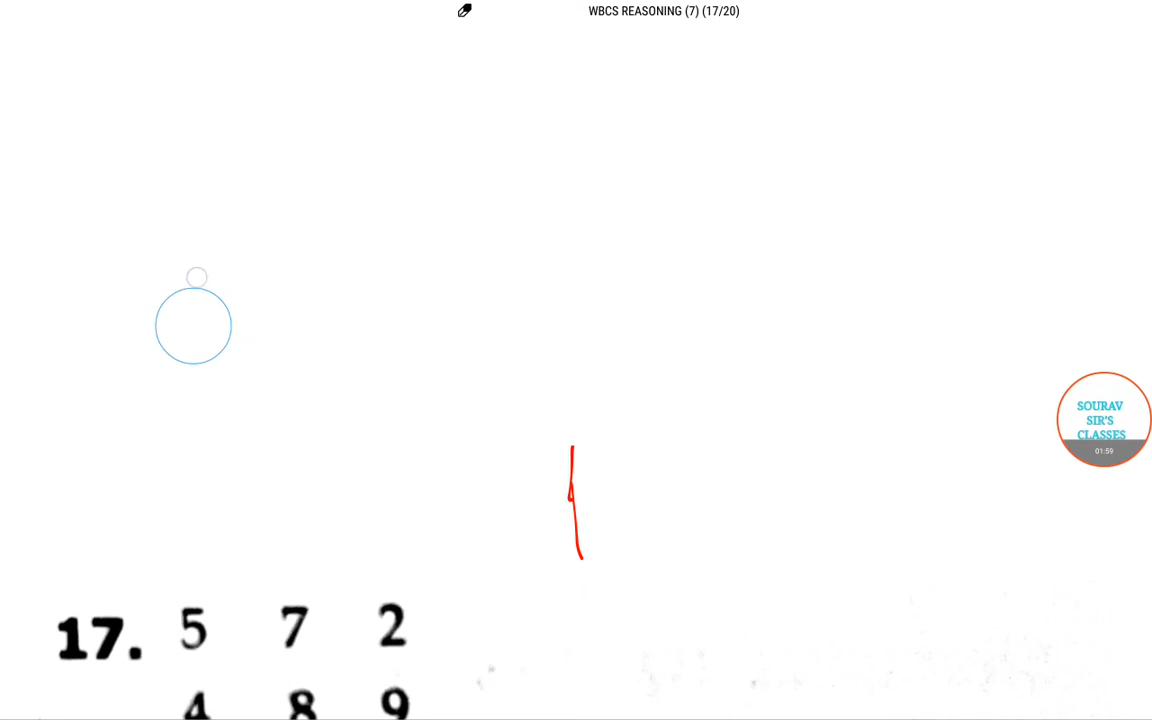 WBCS REASONING (7) (17/20)
SOURAV
SIR'S
CLASSES
01:59
17. 5 7 2
4 8 9